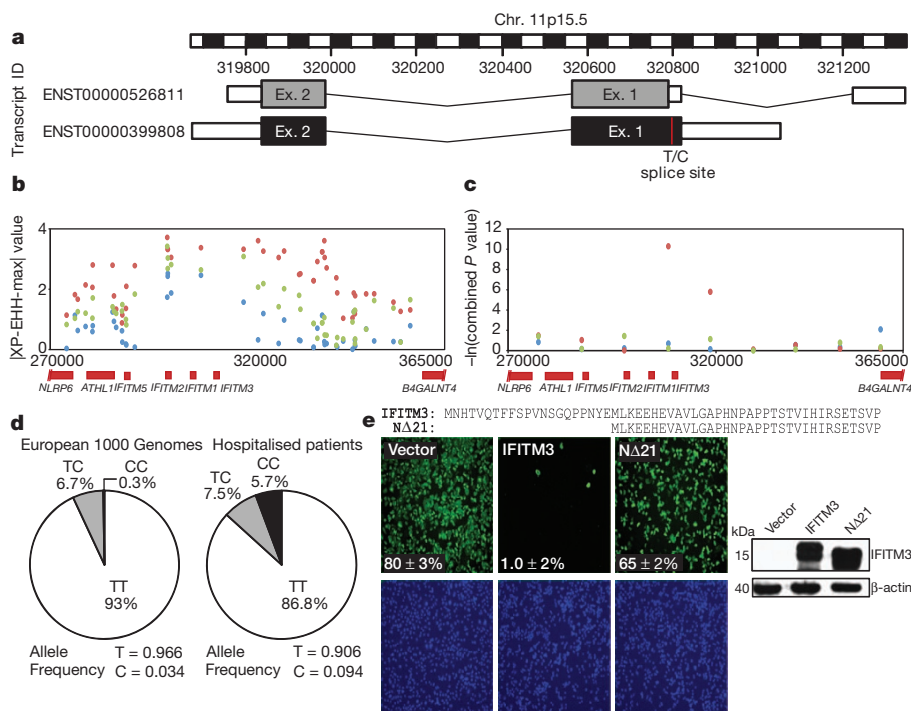 a
Chr. 11p15.5
Transcript ID
319800 320000 320200 320400 320600 320800 321000 321200
ENST00000526811
Ex. 2
Ex. 1
ENST00000399808
Ex. 2
Ex. 1
T/C
splice site
b
|XP-EHH-max| value
4
2
0
270000 320000 365000
NLRP6 ATHL1 IFITM5 IFITM2 IFITM1 IFITM3 B4GALNT4
c
–ln(combined P value)
12
10
8
6
4
2
0
270000 320000 365000
NLRP6 ATHL1 IFITM5 IFITM2 IFITM1 IFITM3 B4GALNT4
d
European 1000 Genomes
TC
6.7%
CC
0.3%
TT
93%
Allele
Frequency
T = 0.966
C = 0.034
Hospitalised patients
TC
7.5%
CC
5.7%
TT
86.8%
Allele
Frequency
T = 0.906
C = 0.094
e
IFITM3: MNHTVQTFFSPVNSGQPPNYEMLKEEHEVAVLGAPHNPAPPTSTVIHIRSETSVP
NΔ21: MLKEEHEVAVLGAPHNPAPPTSTVIHIRSETSVP
Vector
80 ± 3%
IFITM3
1.0 ± 2%
NΔ21
65 ± 2%
kDa
Vector
IFITM3
NΔ21
15
IFITM3
40
β-actin